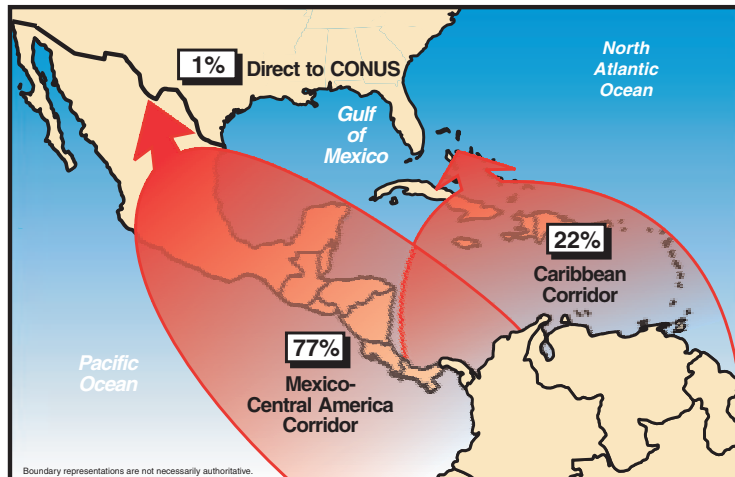 1% Direct to CONUS
North
Atlantic
Ocean
Gulf
of
Mexico
22%
Caribbean
Corridor
77%
Mexico-
Central America
Corridor
Pacific
Ocean
Boundary representations are not necessarily authoritative.